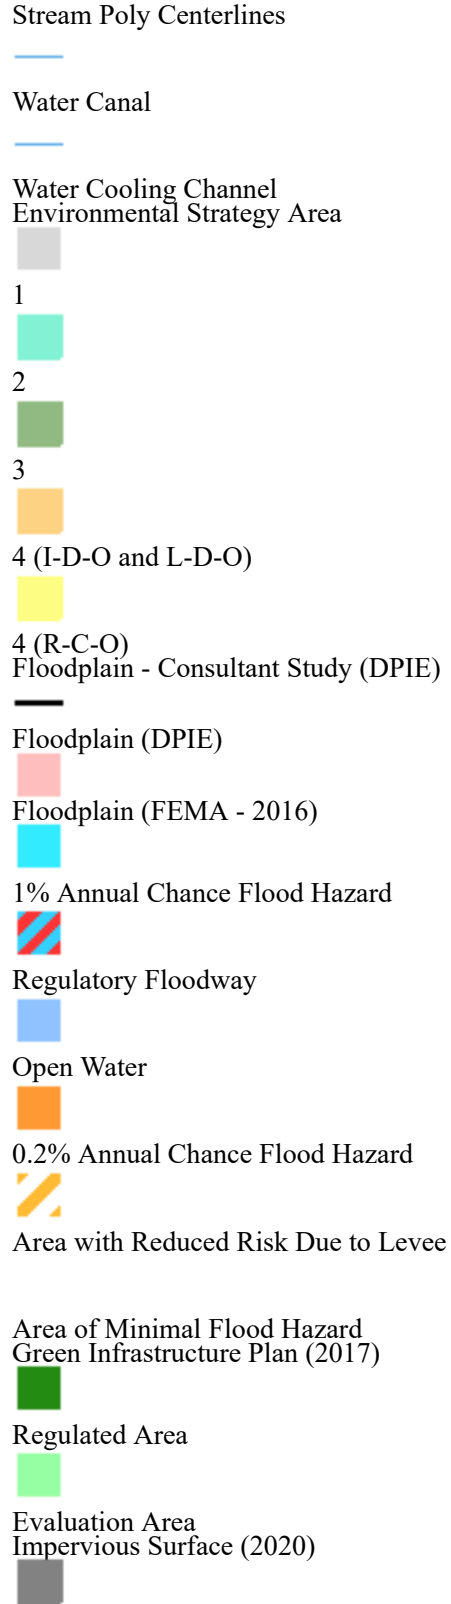 Stream Poly Centerlines
Water Canal
Water Cooling Channel
Environmental Strategy Area
1
2
3
4 (I-D-O and L-D-O)
4 (R-C-O)
Floodplain - Consultant Study (DPIE)
Floodplain (DPIE)
Floodplain (FEMA - 2016)
1% Annual Chance Flood Hazard
Regulatory Floodway
Open Water
0.2% Annual Chance Flood Hazard
Area with Reduced Risk Due to Levee
Area of Minimal Flood Hazard
Green Infrastructure Plan (2017)
Regulated Area
Evaluation Area
Impervious Surface (2020)